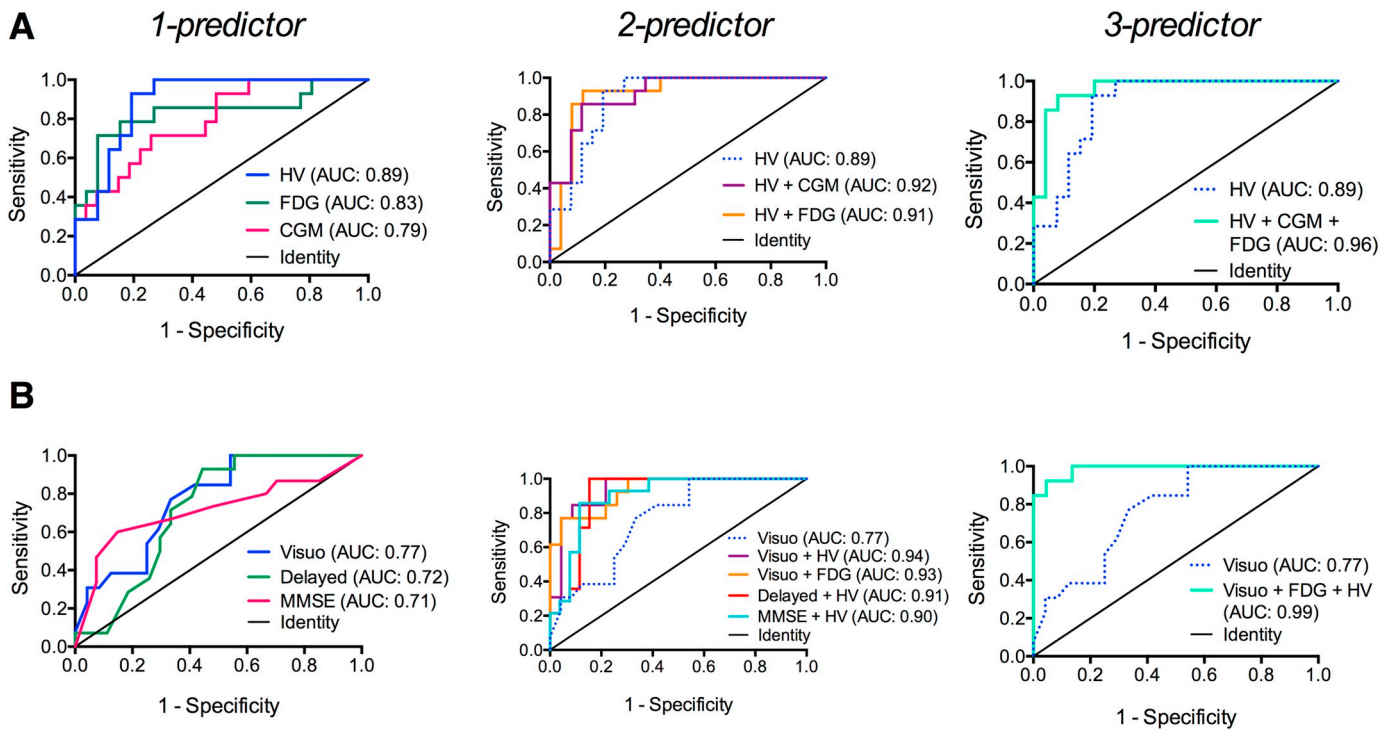 A
1-predictor
2-predictor
3-predictor
Sensitivity
1.0
0.8
0.6
0.4
0.2
0.0
0.0 0.2 0.4 0.6 0.8 1.0
1 - Specificity
HV (AUC: 0.89)
FDG (AUC: 0.83)
CGM (AUC: 0.79)
Identity
Sensitivity
1.0
0.8
0.6
0.4
0.2
0.0
0.0 0.2 0.4 0.6 0.8 1.0
1 - Specificity
HV (AUC: 0.89)
HV + CGM (AUC: 0.92)
HV + FDG (AUC: 0.91)
Identity
Sensitivity
1.0
0.8
0.6
0.4
0.2
0.0
0.0 0.2 0.4 0.6 0.8 1.0
1 - Specificity
HV (AUC: 0.89)
HV + CGM +
FDG (AUC: 0.96)
Identity
B
Sensitivity
1.0
0.8
0.6
0.4
0.2
0.0
0.0 0.2 0.4 0.6 0.8 1.0
1 - Specificity
Visuo (AUC: 0.77)
Delayed (AUC: 0.72)
MMSE (AUC: 0.71)
Identity
Sensitivity
1.0
0.8
0.6
0.4
0.2
0.0
0.0 0.2 0.4 0.6 0.8 1.0
1 - Specificity
Visuo (AUC: 0.77)
Visuo + HV (AUC: 0.94)
Visuo + FDG (AUC: 0.93)
Delayed + HV (AUC: 0.91)
MMSE + HV (AUC: 0.90)
Identity
Sensitivity
1.0
0.8
0.6
0.4
0.2
0.0
0.0 0.2 0.4 0.6 0.8 1.0
1 - Specificity
Visuo (AUC: 0.77)
Visuo + FDG + HV
(AUC: 0.99)
Identity